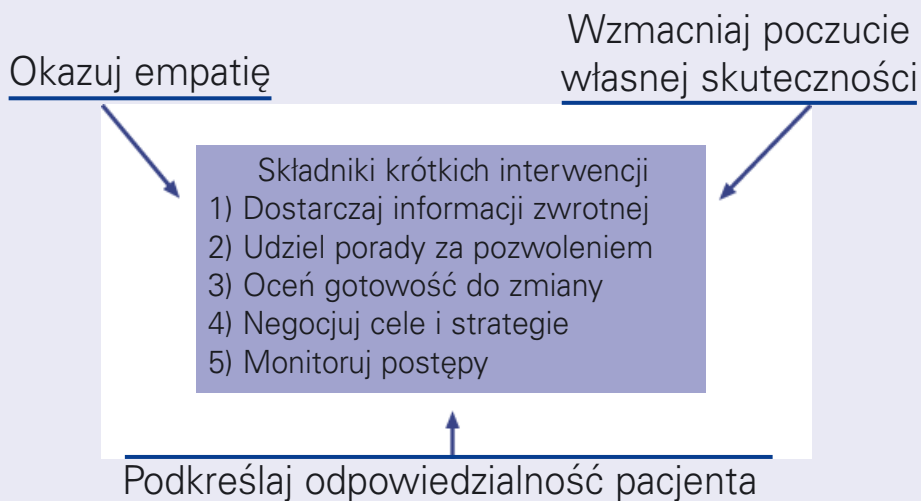 Okazuj empatię
Wzmacniaj poczucie
własnej skuteczności
Składniki krótkich interwencji
1) Dostarczaj informacji zwrotnej
2) Udziel porady za pozwoleniem
3) Oceń gotowość do zmiany
4) Negocjuj cele i strategie
5) Monitoruj postępy
Podkreślaj odpowiedzialność pacjenta